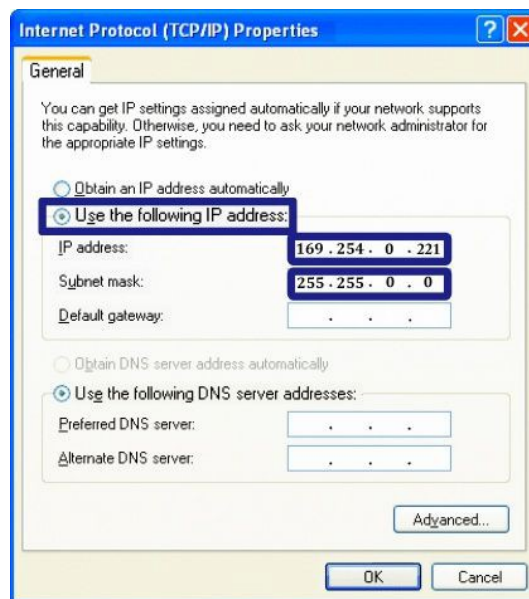 Internet Protocol (TCP/IP) Properties
General
You can get IP settings assigned automatically if your network supports
this capability. Otherwise, you need to ask your network administrator for
the appropriate IP settings.
Obtain an IP address automatically
Use the following IP address:
IP address: 169 . 254 . 0 . 221
Subnet mask: 255 . 255 . 0 . 0
Default gateway: . . .
Obtain DNS server address automatically
Use the following DNS server addresses:
Preferred DNS server: . . .
Alternate DNS server: . . .
Advanced...
OK Cancel